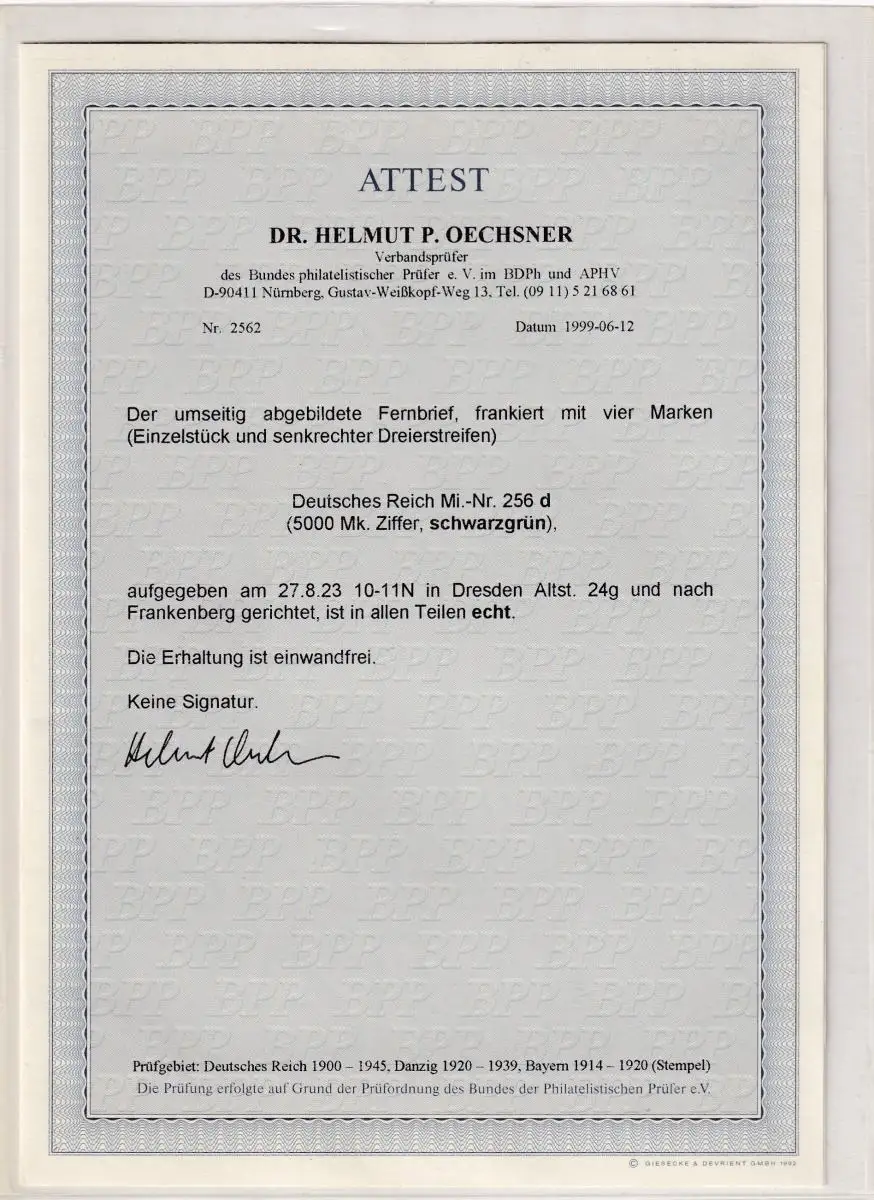 ATTEST
DR. HELMUT P. OECHSNER
Verbandsprüfer
des Bundes philatelistischer Prüfer e. V. im BDPh und APHV
D-90411 Nürnberg, Gustav-Weißkopf-Weg 13, Tel. (09 11) 5 21 68 61
Nr. 2562 Datum 1999-06-12
Der umseitig abgebildete Fernbrief, frankiert mit vier Marken
(Einzelstück und senkrechter Dreierstreifen)
Deutsches Reich Mi.-Nr. 256 d
(5000 Mk. Ziffer, schwarzgrün),
aufgegeben am 27.8.23 10-11N in Dresden Altst. 24g und nach
Frankenberg gerichtet, ist in allen Teilen echt.
Die Erhaltung ist einwandfrei.
Keine Signatur.
Helmut Oechsner
Prüfgebiet: Deutsches Reich 1900 – 1945, Danzig 1920 – 1939, Bayern 1914 – 1920 (Stempel)
Die Prüfung erfolgte auf Grund der Prüfordnung des Bundes der Philatelistischen Prüfer e.V.
© GIESECKE & DEVRIENT GMBH 1992